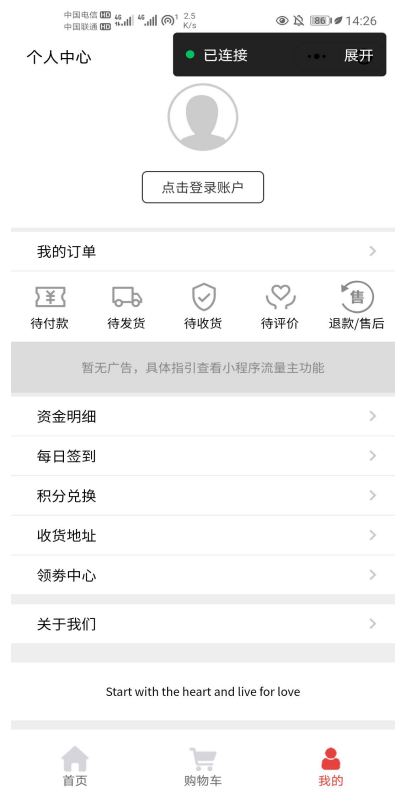 中国电信 HD 4G 4G 1 2.5 K/s 86 14:26
中国联通 HD
个人中心
已连接 展开
点击登录账户
我的订单
待付款 待发货 待收货 待评价 退款/售后
售
暂无广告，具体指引查看小程序流量主功能
资金明细
每日签到
积分兑换
收货地址
领劵中心
关于我们
Start with the heart and live for love
首页 购物车 我的